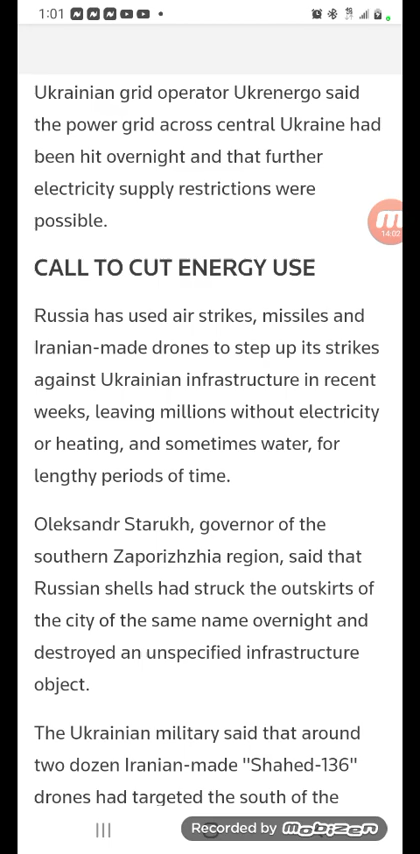 1:01
Ukrainian grid operator Ukrenergo said
the power grid across central Ukraine had
been hit overnight and that further
electricity supply restrictions were
possible.
14:02
CALL TO CUT ENERGY USE
Russia has used air strikes, missiles and
Iranian-made drones to step up its strikes
against Ukrainian infrastructure in recent
weeks, leaving millions without electricity
or heating, and sometimes water, for
lengthy periods of time.
Oleksandr Starukh, governor of the
southern Zaporizhzhia region, said that
Russian shells had struck the outskirts of
the city of the same name overnight and
destroyed an unspecified infrastructure
object.
The Ukrainian military said that around
two dozen Iranian-made "Shahed-136"
drones had targeted the south of the
Recorded by mobizen